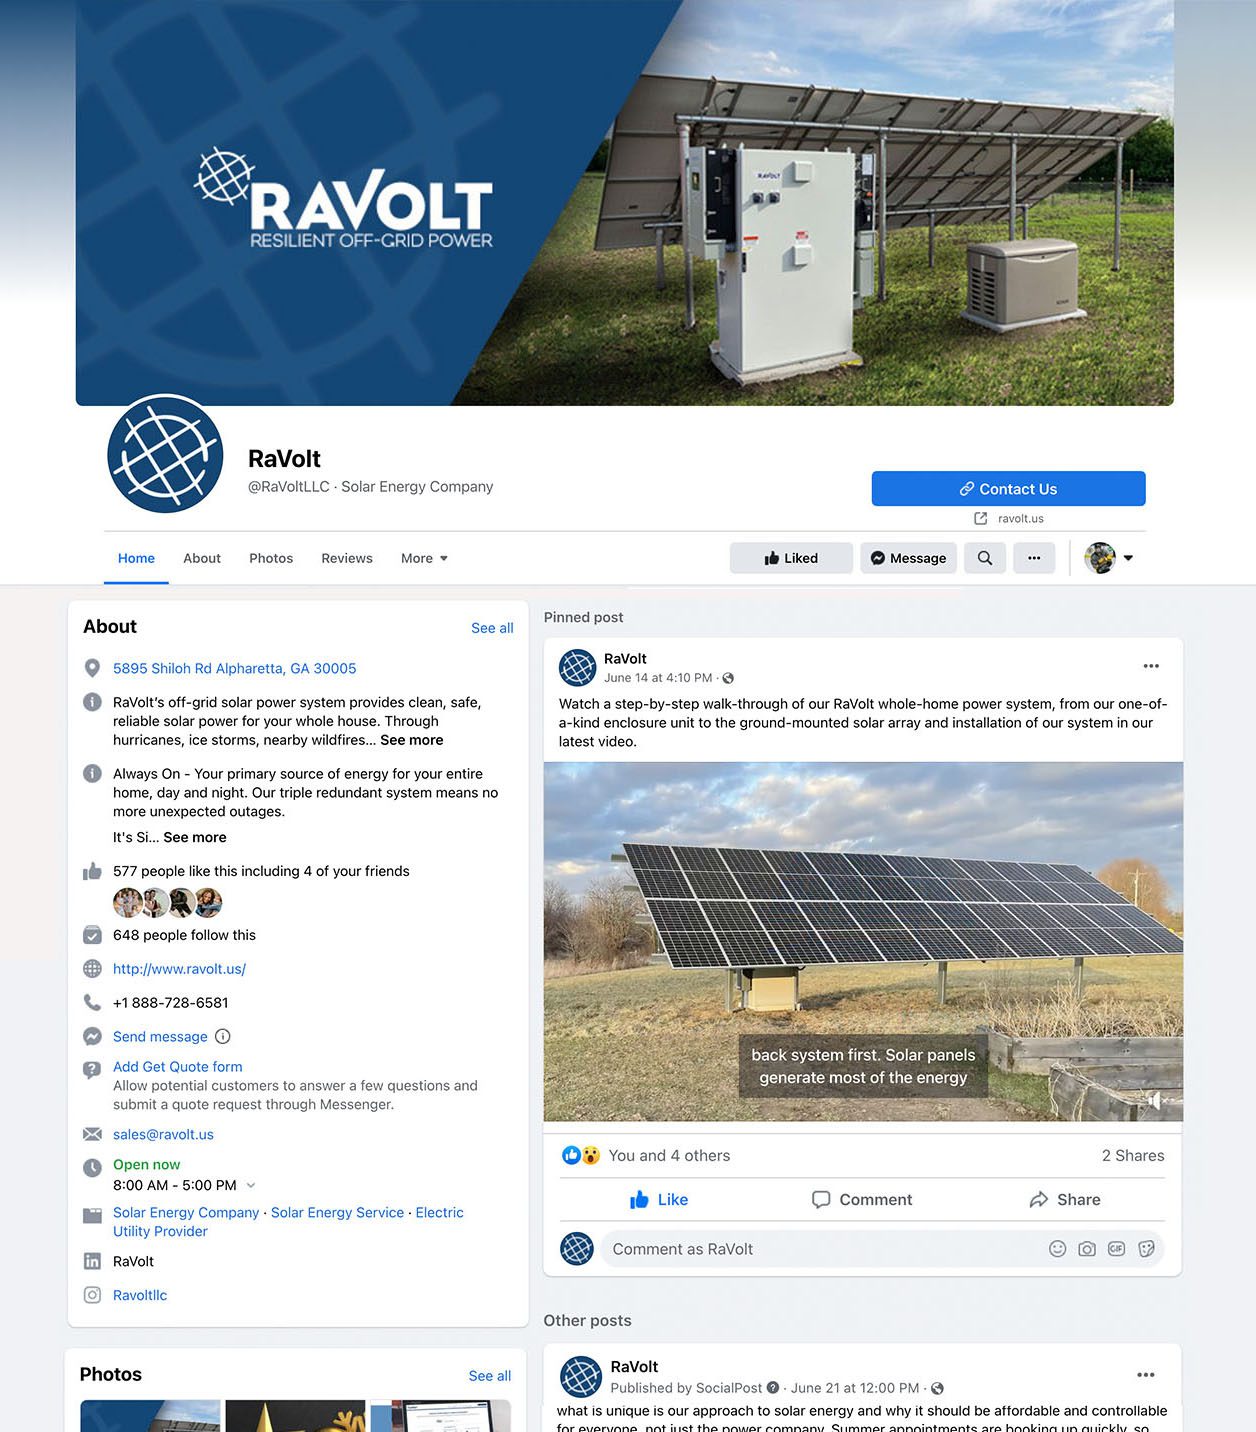 RAVOLT
RESILIENT OFF-GRID POWER
RAVOLT
RaVolt
@RaVoltLLC · Solar Energy Company
Contact Us
ravolt.us
Home
About
Photos
Reviews
More
Liked
Message
About
See all
5895 Shiloh Rd Alpharetta, GA 30005
RaVolt's off-grid solar power system provides clean, safe,
reliable solar power for your whole house. Through
hurricanes, ice storms, nearby wildfires... See more
Always On - Your primary source of energy for your entire
home, day and night. Our triple redundant system means no
more unexpected outages.
It's Si... See more
577 people like this including 4 of your friends
648 people follow this
http://www.ravolt.us/
+1 888-728-6581
Send message
Add Get Quote form
Allow potential customers to answer a few questions and
submit a quote request through Messenger.
sales@ravolt.us
Open now
8:00 AM - 5:00 PM
Solar Energy Company · Solar Energy Service · Electric
Utility Provider
RaVolt
Ravoltllc
Photos
See all
Pinned post
RaVolt
June 14 at 4:10 PM ·
Watch a step-by-step walk-through of our RaVolt whole-home power system, from our one-of-
a-kind enclosure unit to the ground-mounted solar array and installation of our system in our
latest video.
back system first. Solar panels
generate most of the energy
You and 4 others
2 Shares
Like
Comment
Share
Comment as RaVolt
GIF
Other posts
RaVolt
Published by SocialPost · June 21 at 12:00 PM ·
what is unique is our approach to solar energy and why it should be affordable and controllable
for everyone, not just the power company. Summer appointments are booking up quickly, so